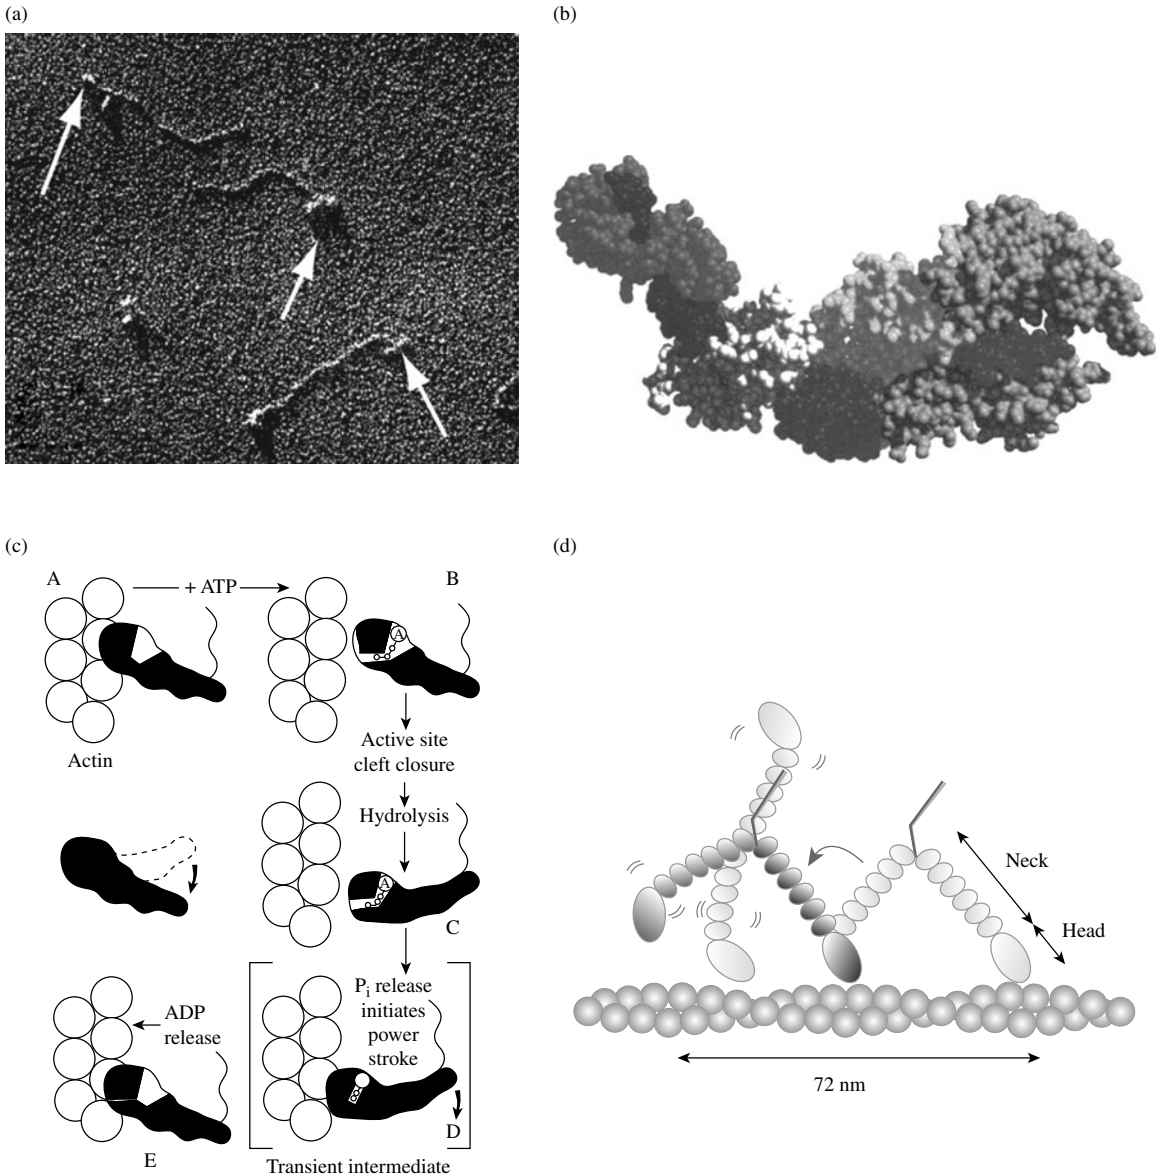 (a)
(b)
(c)
A
+ ATP
B
A
Actin
Active site
cleft closure
Hydrolysis
A
C
ADP
release
E
Pi release
initiates
power
stroke
D
Transient intermediate
(d)
Neck
Head
72 nm